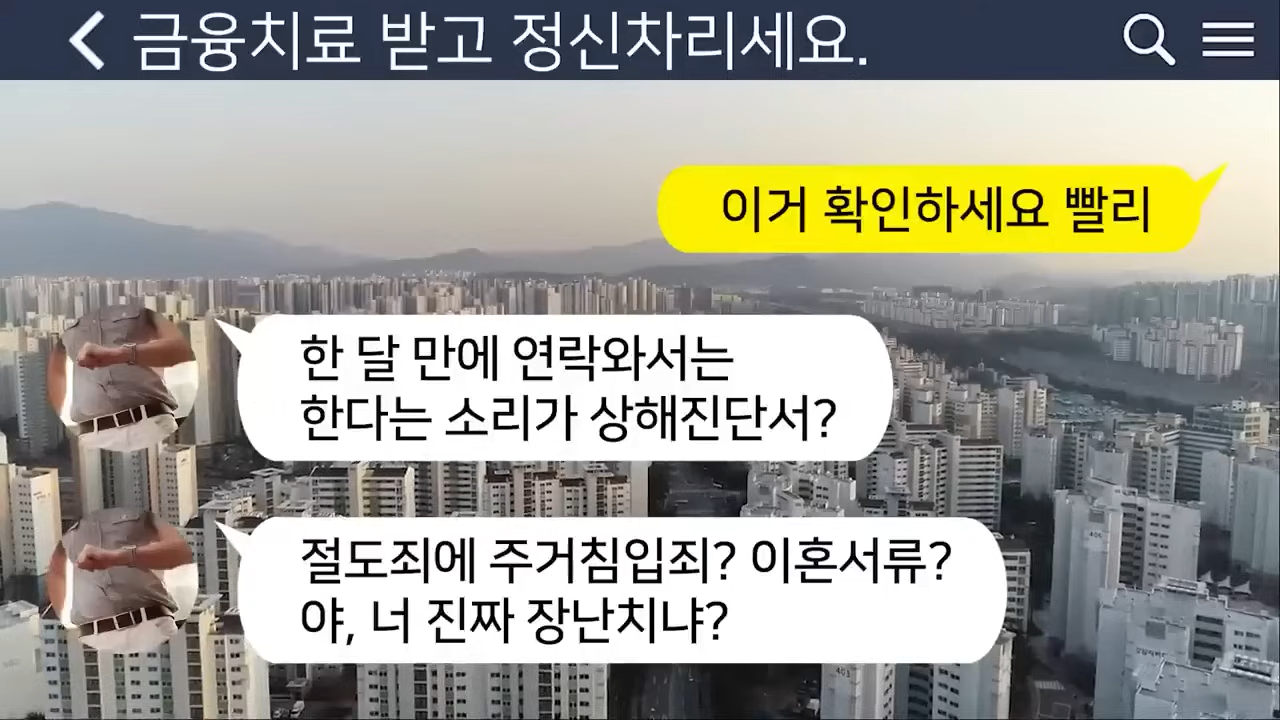 금융치료 받고 정신차리세요.
이거 확인하세요 빨리
한 달 만에 연락와서는
한다는 소리가 상해진단서?
절도죄에 주거침입죄? 이혼서류?
야, 너 진짜 장난치냐?